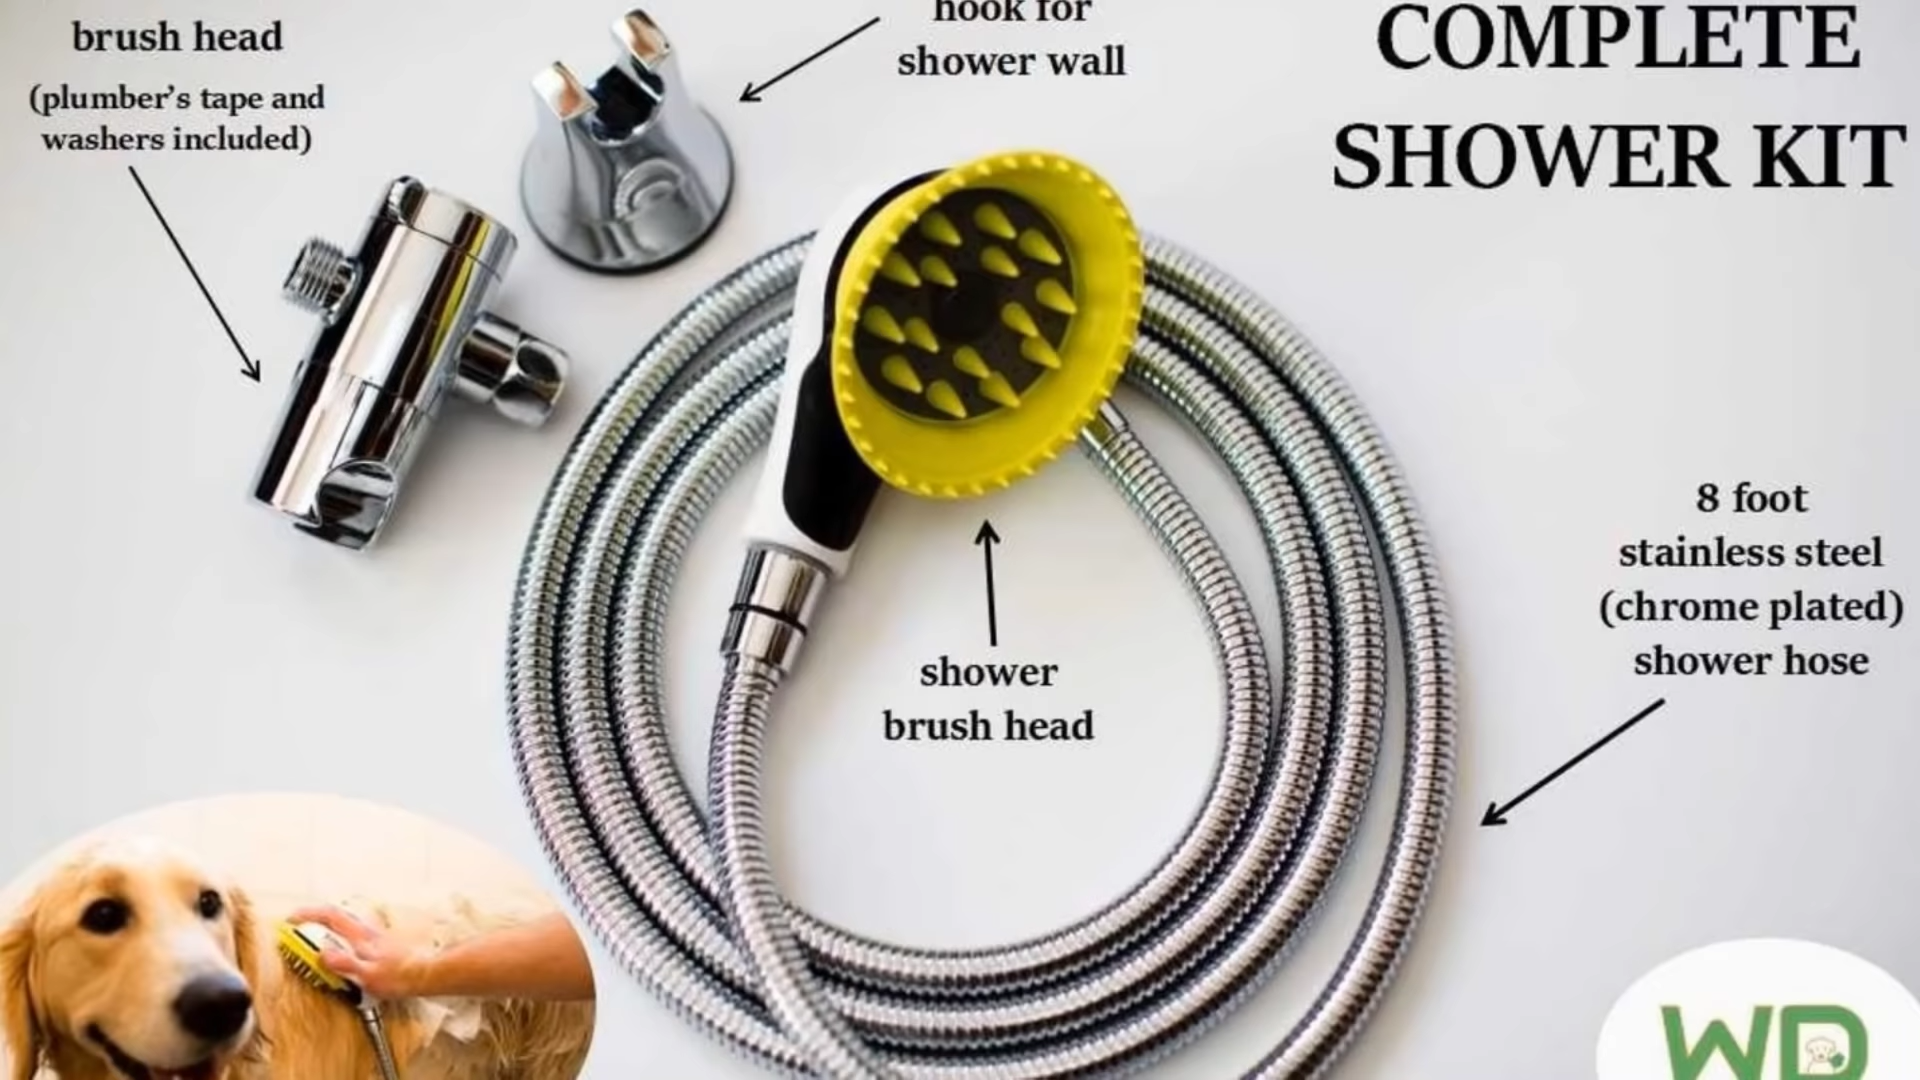 brush head
(plumber's tape and
washers included)
hook for
shower wall
COMPLETE
SHOWER KIT
8 foot
stainless steel
(chrome plated)
shower hose
shower
brush head
WD